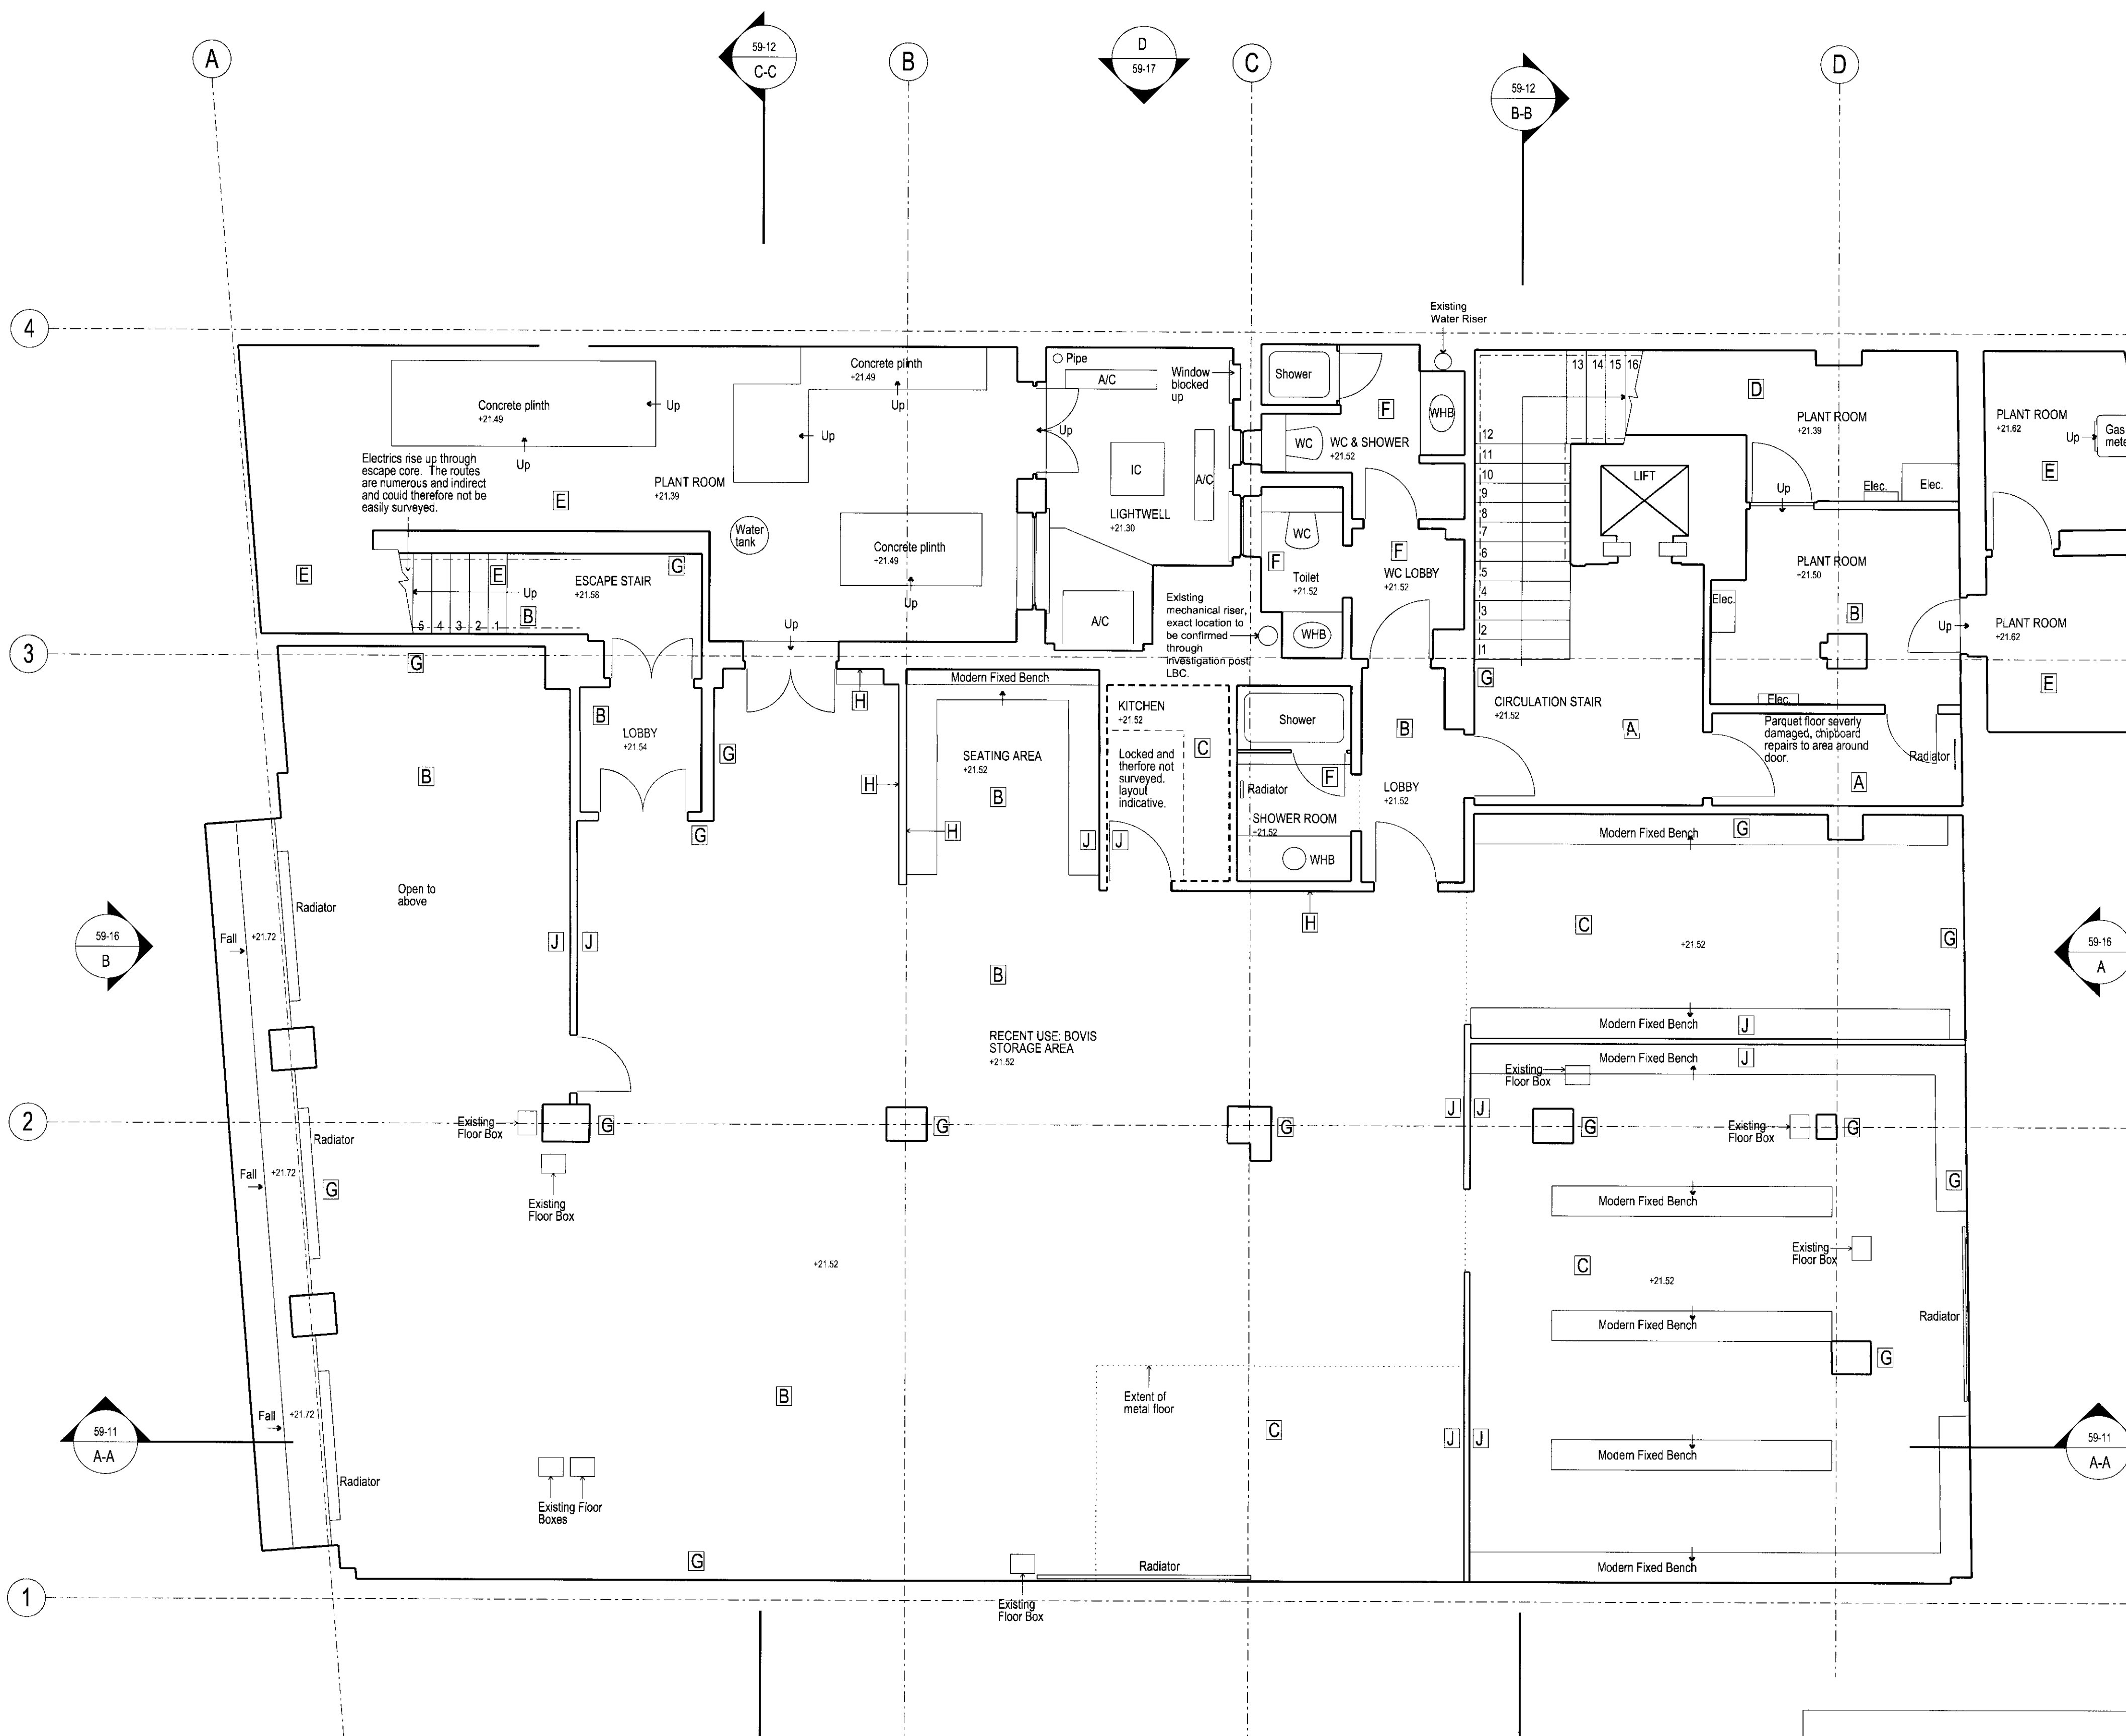 A
59-12
C-C
B
D
59-17
C
59-12
B-B
D
4
Existing
Water Riser
Concrete plinth
+21.49
Up
Concrete plinth
+21.49
Up
Up
Up
Electrics rise up through
escape core. The routes
are numerous and indirect
and could therefore not be
easily surveyed.
E
PLANT ROOM
+21.39
Water
tank
Concrete plinth
+21.49
Up
Pipe
A/C
Window
blocked
up
Up
IC
A/C
LIGHTWELL
+21.30
A/C
Shower
F
WHB
WC
WC & SHOWER
+21.52
WC
F
F
Toilet
+21.52
WC LOBBY
+21.52
WHB
Existing
mechanical riser,
exact location to
be confirmed
through
investigation post
LBC.
13 14 15 16
12
11
10
9
8
7
6
5
4
3
2
1
D
PLANT ROOM
+21.39
LIFT
Up
Elec.
Elec.
PLANT ROOM
+21.50
Elec.
B
Up
Elec.
PLANT ROOM
+21.62
Up
Gas
E
PLANT ROOM
+21.62
E
E
E
ESCAPE STAIR
+21.58
G
Up
B
5 4 3 2 1
Up
3
G
B
LOBBY
+21.54
G
G
H
Modern Fixed Bench
SEATING AREA
+21.52
B
H
H
J
J
KITCHEN
+21.52
Locked and
therfore not
surveyed.
layout
indicative.
C
Shower
Radiator
F
SHOWER ROOM
+21.52
WHB
B
LOBBY
+21.52
G
CIRCULATION STAIR
+21.52
A
Parquet floor severly
damaged, chipboard
repairs to area around
door.
Radiator
A
B
Open to
above
Radiator
Fall
+21.72
59-16
B
J
J
B
H
Modern Fixed Bench
G
C
+21.52
G
59-16
A
Modern Fixed Bench
J
RECENT USE: BOVIS
STORAGE AREA
+21.52
Modern Fixed Bench
J
Existing
Floor Box
2
Existing
Floor Box
G
G
G
J
J
G
Existing
Floor Box
G
Radiator
Fall
+21.72
G
Existing
Floor Box
Modern Fixed Bench
G
+21.52
C
+21.52
Existing
Floor Box
Modern Fixed Bench
Radiator
G
B
Extent of
metal floor
C
J
J
Fall
+21.72
59-11
A-A
59-11
A-A
Modern Fixed Bench
Radiator
Existing Floor
Boxes
G
Radiator
Modern Fixed Bench
1
Existing
Floor Box